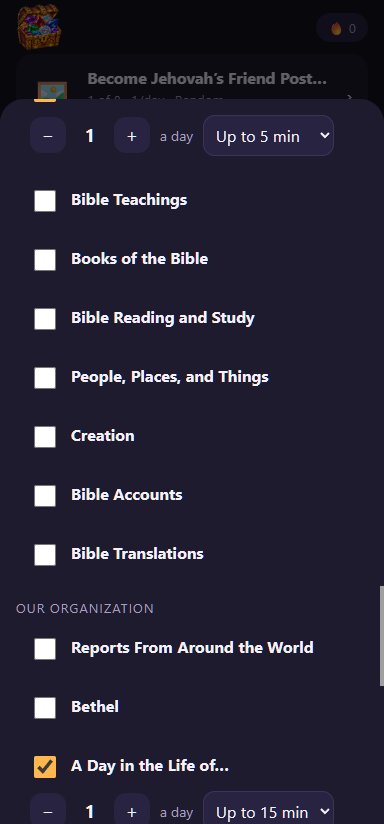 0
Become Jehovah's Friend Post...
− 1 + a day Up to 5 min
Bible Teachings
Books of the Bible
Bible Reading and Study
People, Places, and Things
Creation
Bible Accounts
Bible Translations
OUR ORGANIZATION
Reports From Around the World
Bethel
A Day in the Life of...
− 1 + a day Up to 15 min